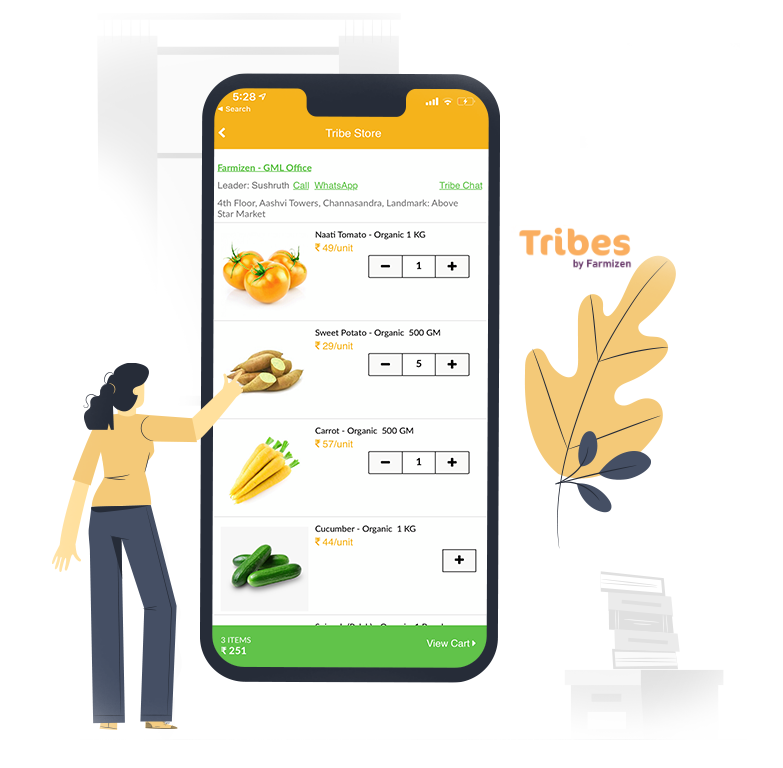 5:28
Search
Tribe Store
Farmizen - GML Office
Leader: Sushruth Call WhatsApp Tribe Chat
4th Floor, Aashvi Towers, Channasandra, Landmark: Above
Star Market
Naati Tomato - Organic 1 KG
₹ 49/unit
− 1 +
Sweet Potato - Organic 500 GM
₹ 29/unit
− 5 +
Carrot - Organic 500 GM
₹ 57/unit
− 1 +
Cucumber - Organic 1 KG
₹ 44/unit
+
3 ITEMS
₹ 251
View Cart
Tribes
by Farmizen